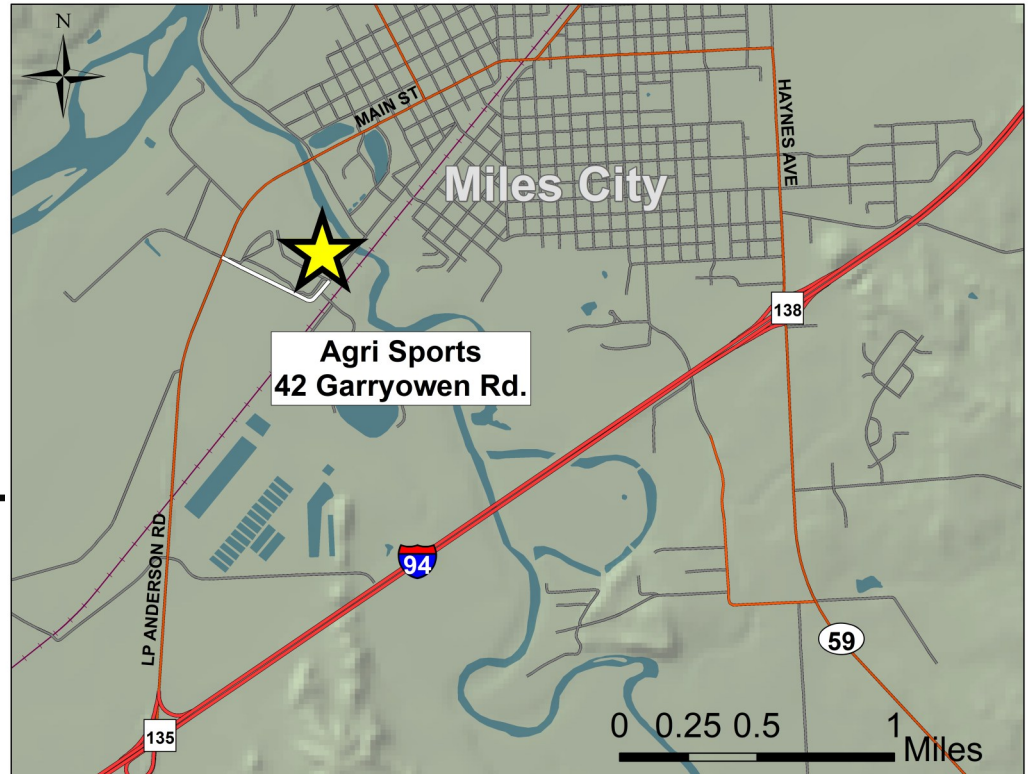 N
MAIN ST
HAYNES AVE
Miles City
138
Agri Sports
42 Garryowen Rd.
LP ANDERSON RD
94
59
135
0 0.25 0.5 1
Miles